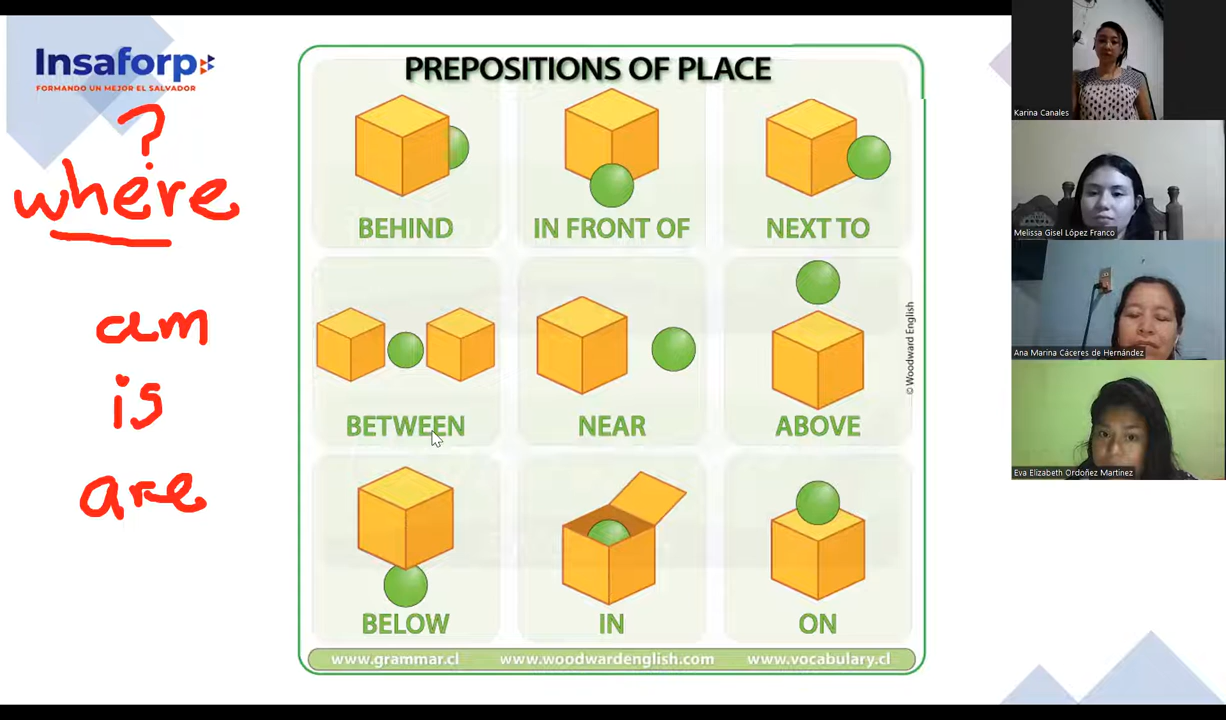 Insaforp
FORMANDO UN MEJOR EL SALVADOR
?
where
am
is
are
PREPOSITIONS OF PLACE
BEHIND
IN FRONT OF
NEXT TO
BETWEEN
NEAR
ABOVE
BELOW
IN
ON
© Woodward English
www.grammar.cl
www.woodwardenglish.com
www.vocabulary.cl
Karina Canales
Melissa Gisel López Franco
Ana Marina Cáceres de Hernández
Eva Elizabeth Ordoñez Martinez